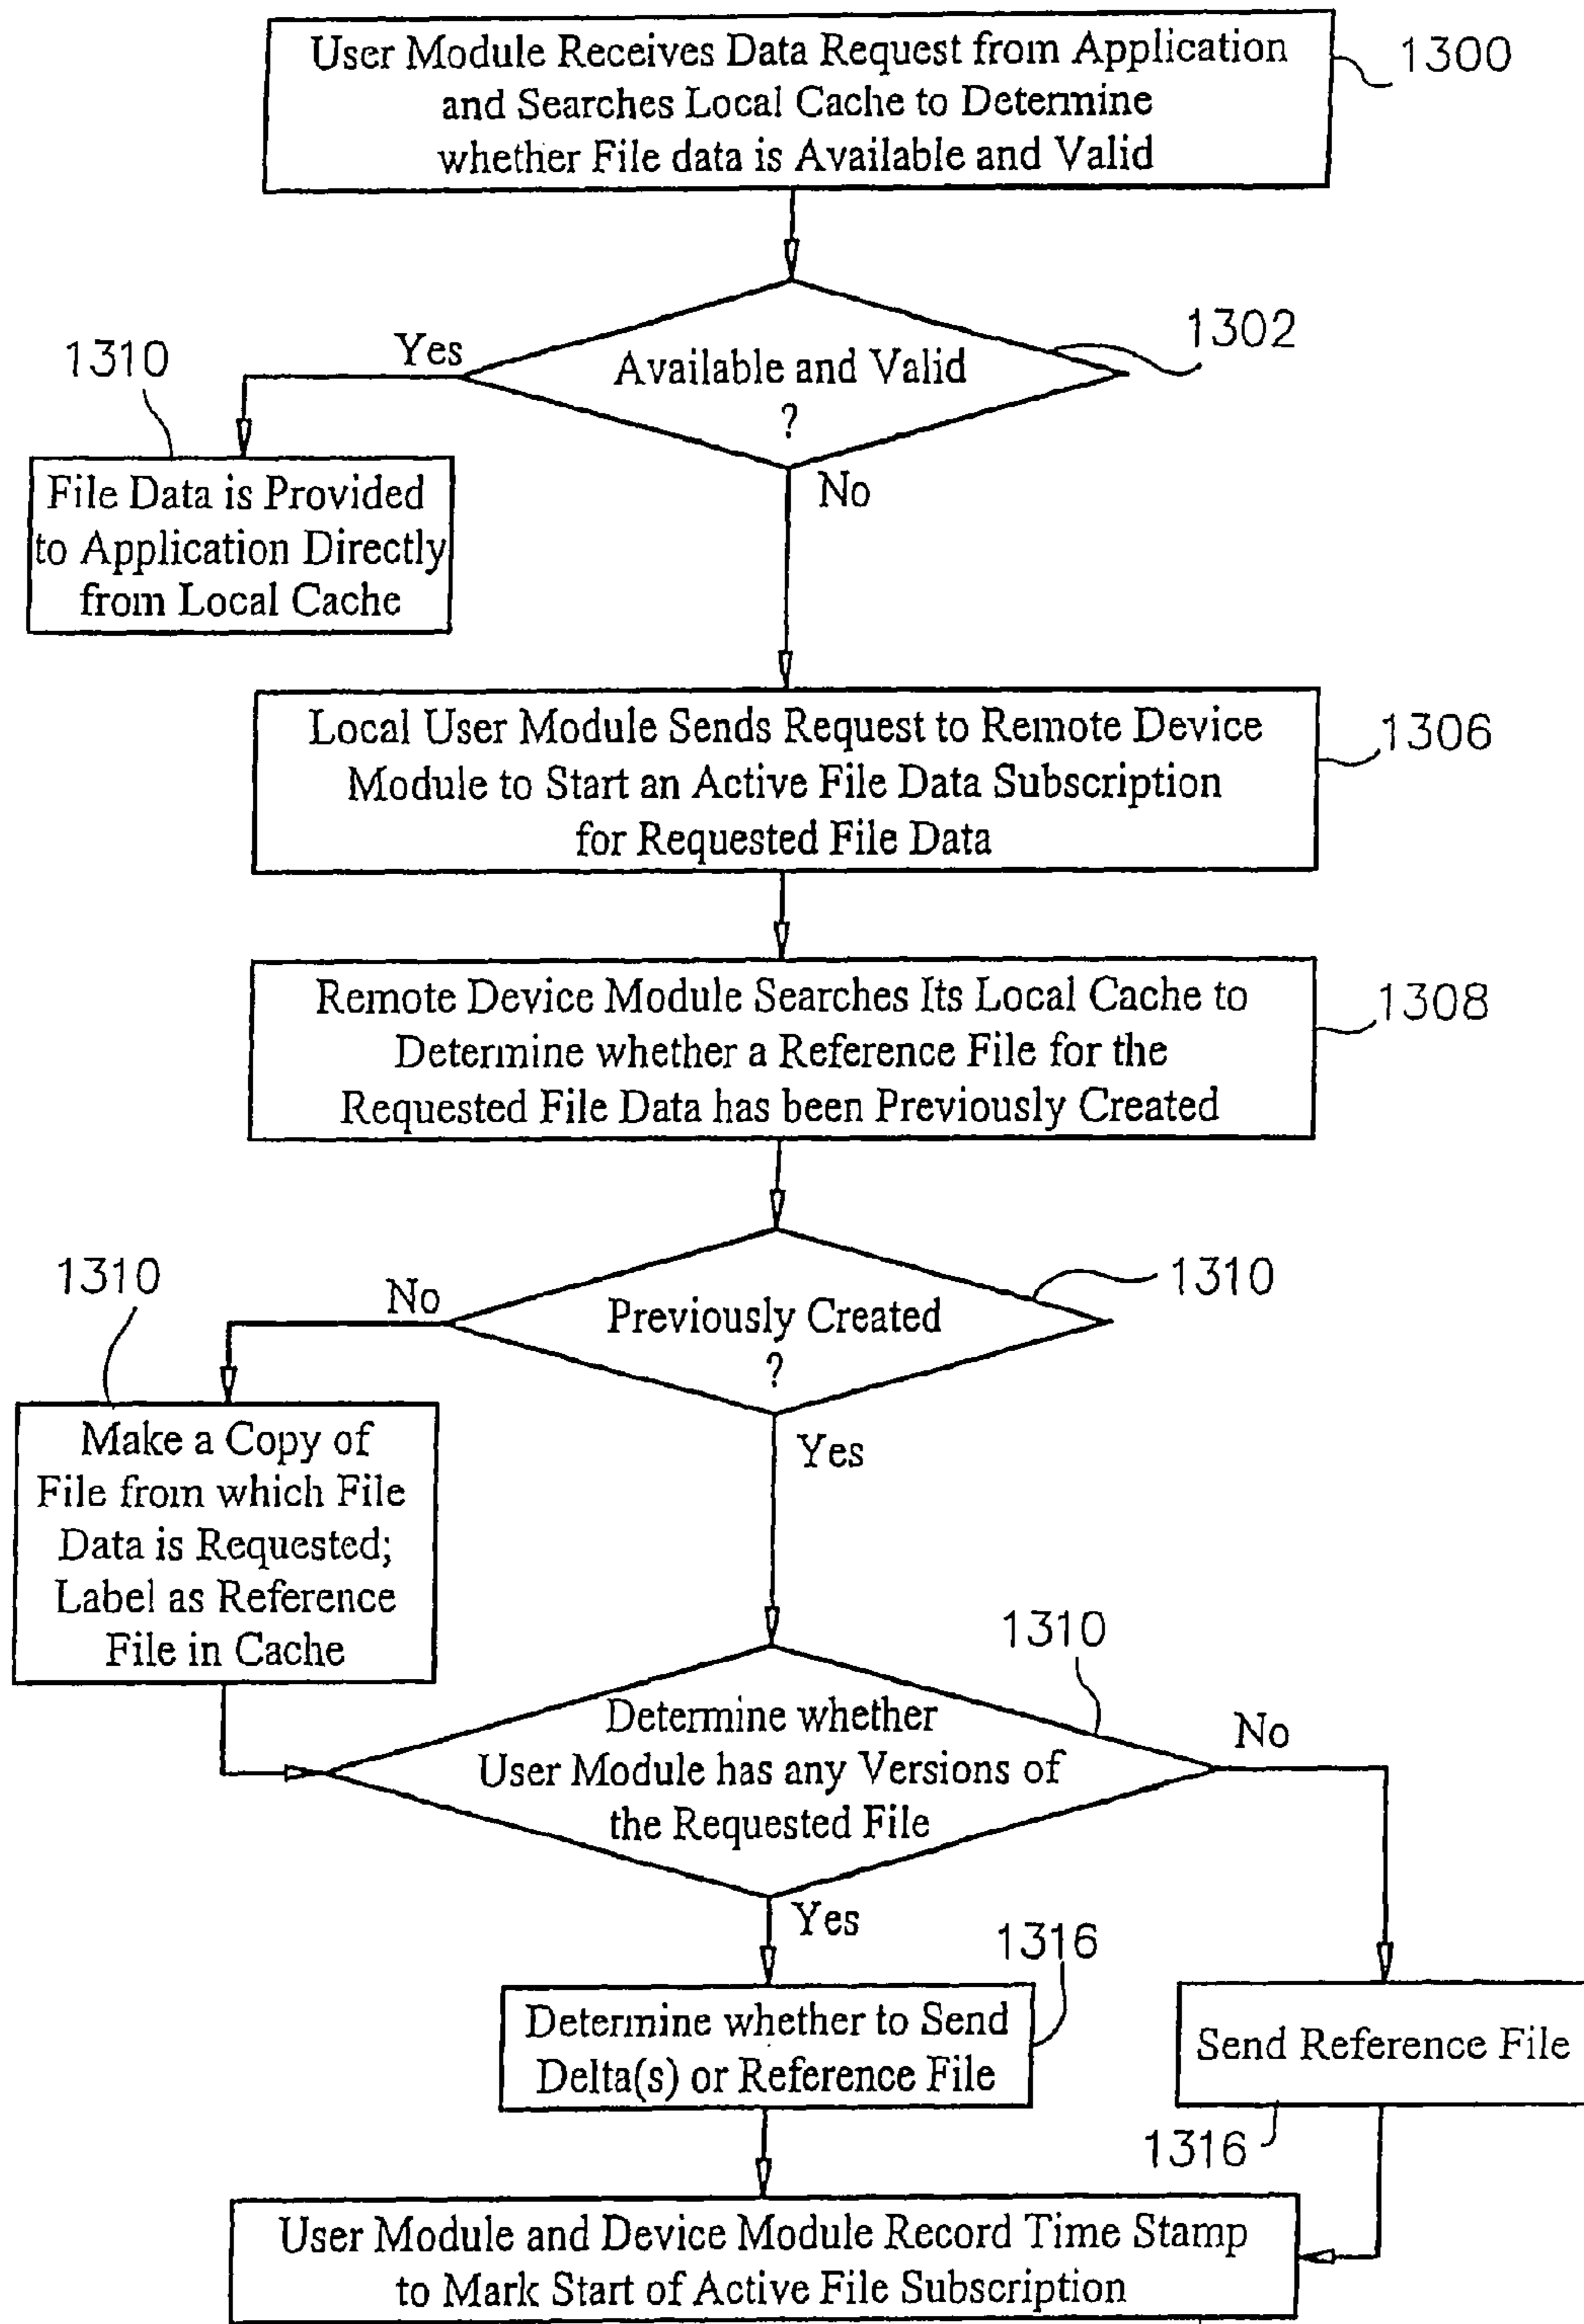 User Module Receives Data Request from Application
and Searches Local Cache to Determine
whether File data is Available and Valid
1300
1302
Available and Valid
?
Yes
No
1310
File Data is Provided
to Application Directly
from Local Cache
Local User Module Sends Request to Remote Device
Module to Start an Active File Data Subscription
for Requested File Data
1306
Remote Device Module Searches Its Local Cache to
Determine whether a Reference File for the
Requested File Data has been Previously Created
1308
1310
Previously Created
?
No
Yes
1310
Make a Copy of
File from which File
Data is Requested;
Label as Reference
File in Cache
1310
Determine whether
User Module has any Versions of
the Requested File
No
Yes
1316
Determine whether to Send
Delta(s) or Reference File
Send Reference File
1316
User Module and Device Module Record Time Stamp
to Mark Start of Active File Subscription